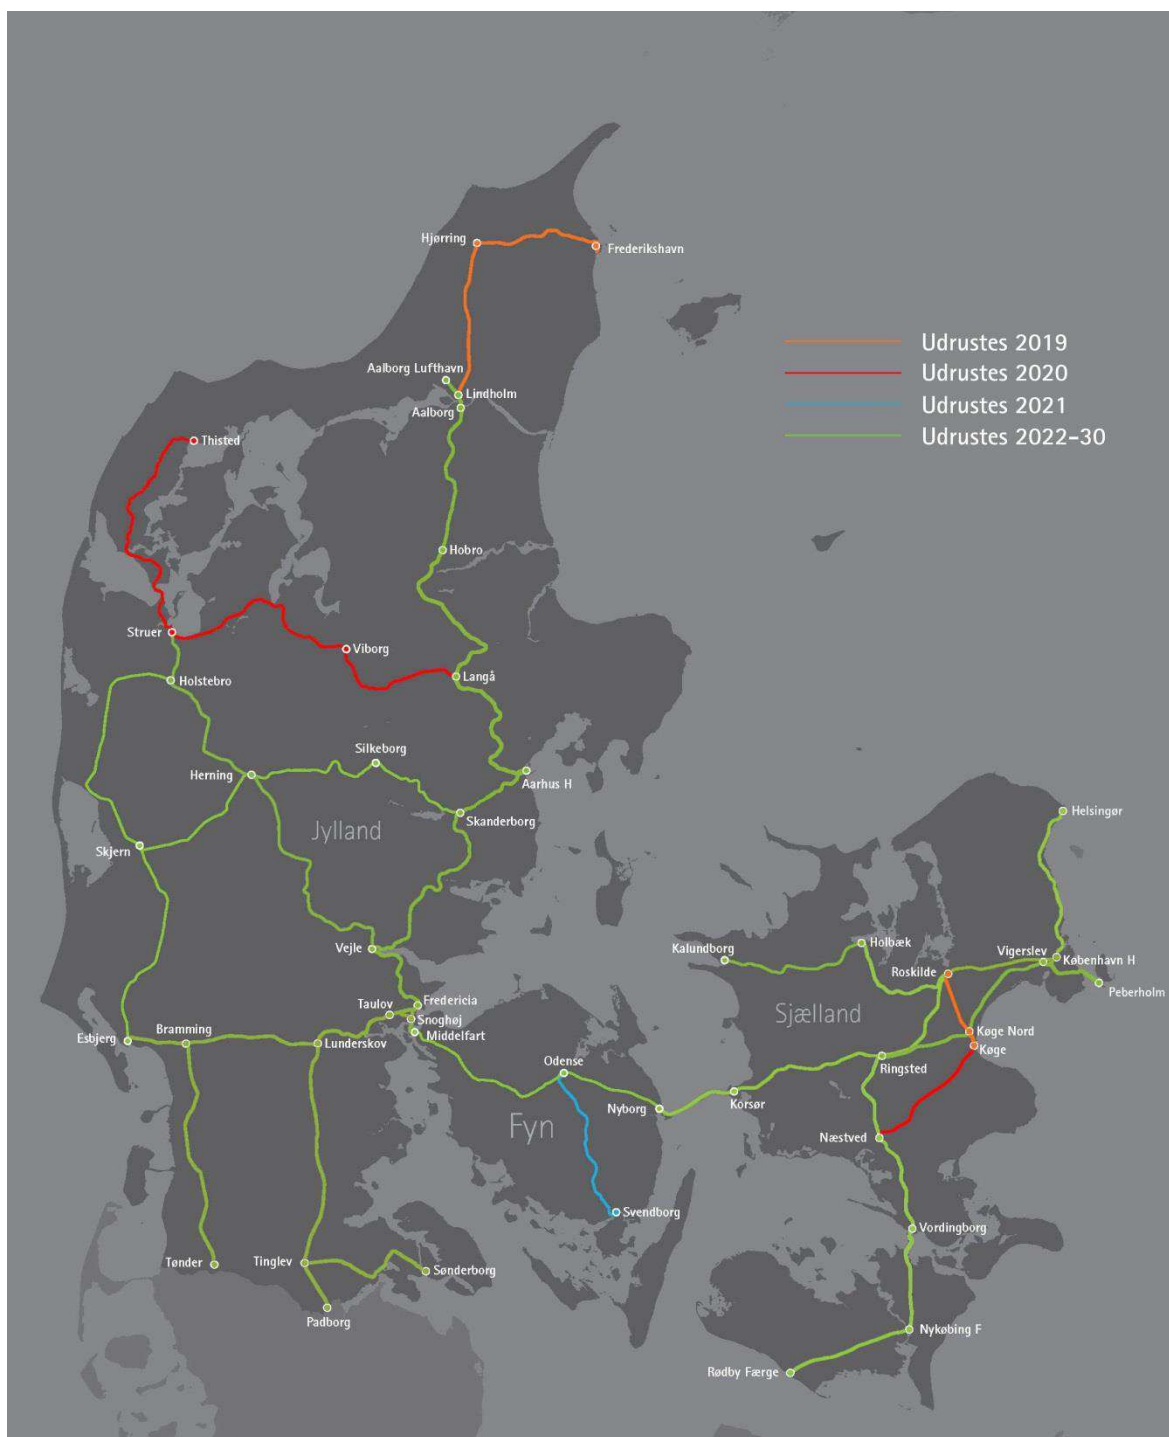 Hjørring
Frederikshavn
Udrustes 2019
Aalborg Lufthavn
Udrustes 2020
Lindholm
Udrustes 2021
Aalborg
Udrustes 2022-30
Thisted
Hobro
Struer
Viborg
Holstebro
Langå
Silkeborg
Herning
Aarhus H
Helsingør
Skanderborg
Jylland
Skjern
Vejle
Kalundborg
Holbæk
Vigerslev
København H
Roskilde
Peberholm
Fredericia
Taulov
Snoghøj
Sjælland
Køge Nord
Esbjerg
Bramming
Middelfart
Lunderskov
Køge
Odense
Ringsted
Nyborg
Korsør
Fyn
Næstved
Svendborg
Vordingborg
Tønder
Tinglev
Sønderborg
Padborg
Nykøbing F
Rødby Færge